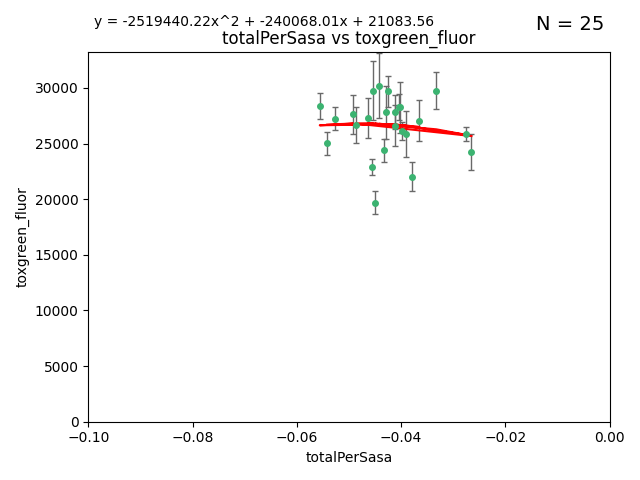 y = -2519440.22x^2 + -240068.01x + 21083.56
N = 25
totalPerSasa vs toxgreen_fluor
toxgreen_fluor
30000
25000
20000
15000
10000
5000
0
−0.10
−0.08
−0.06
−0.04
−0.02
0.00
totalPerSasa